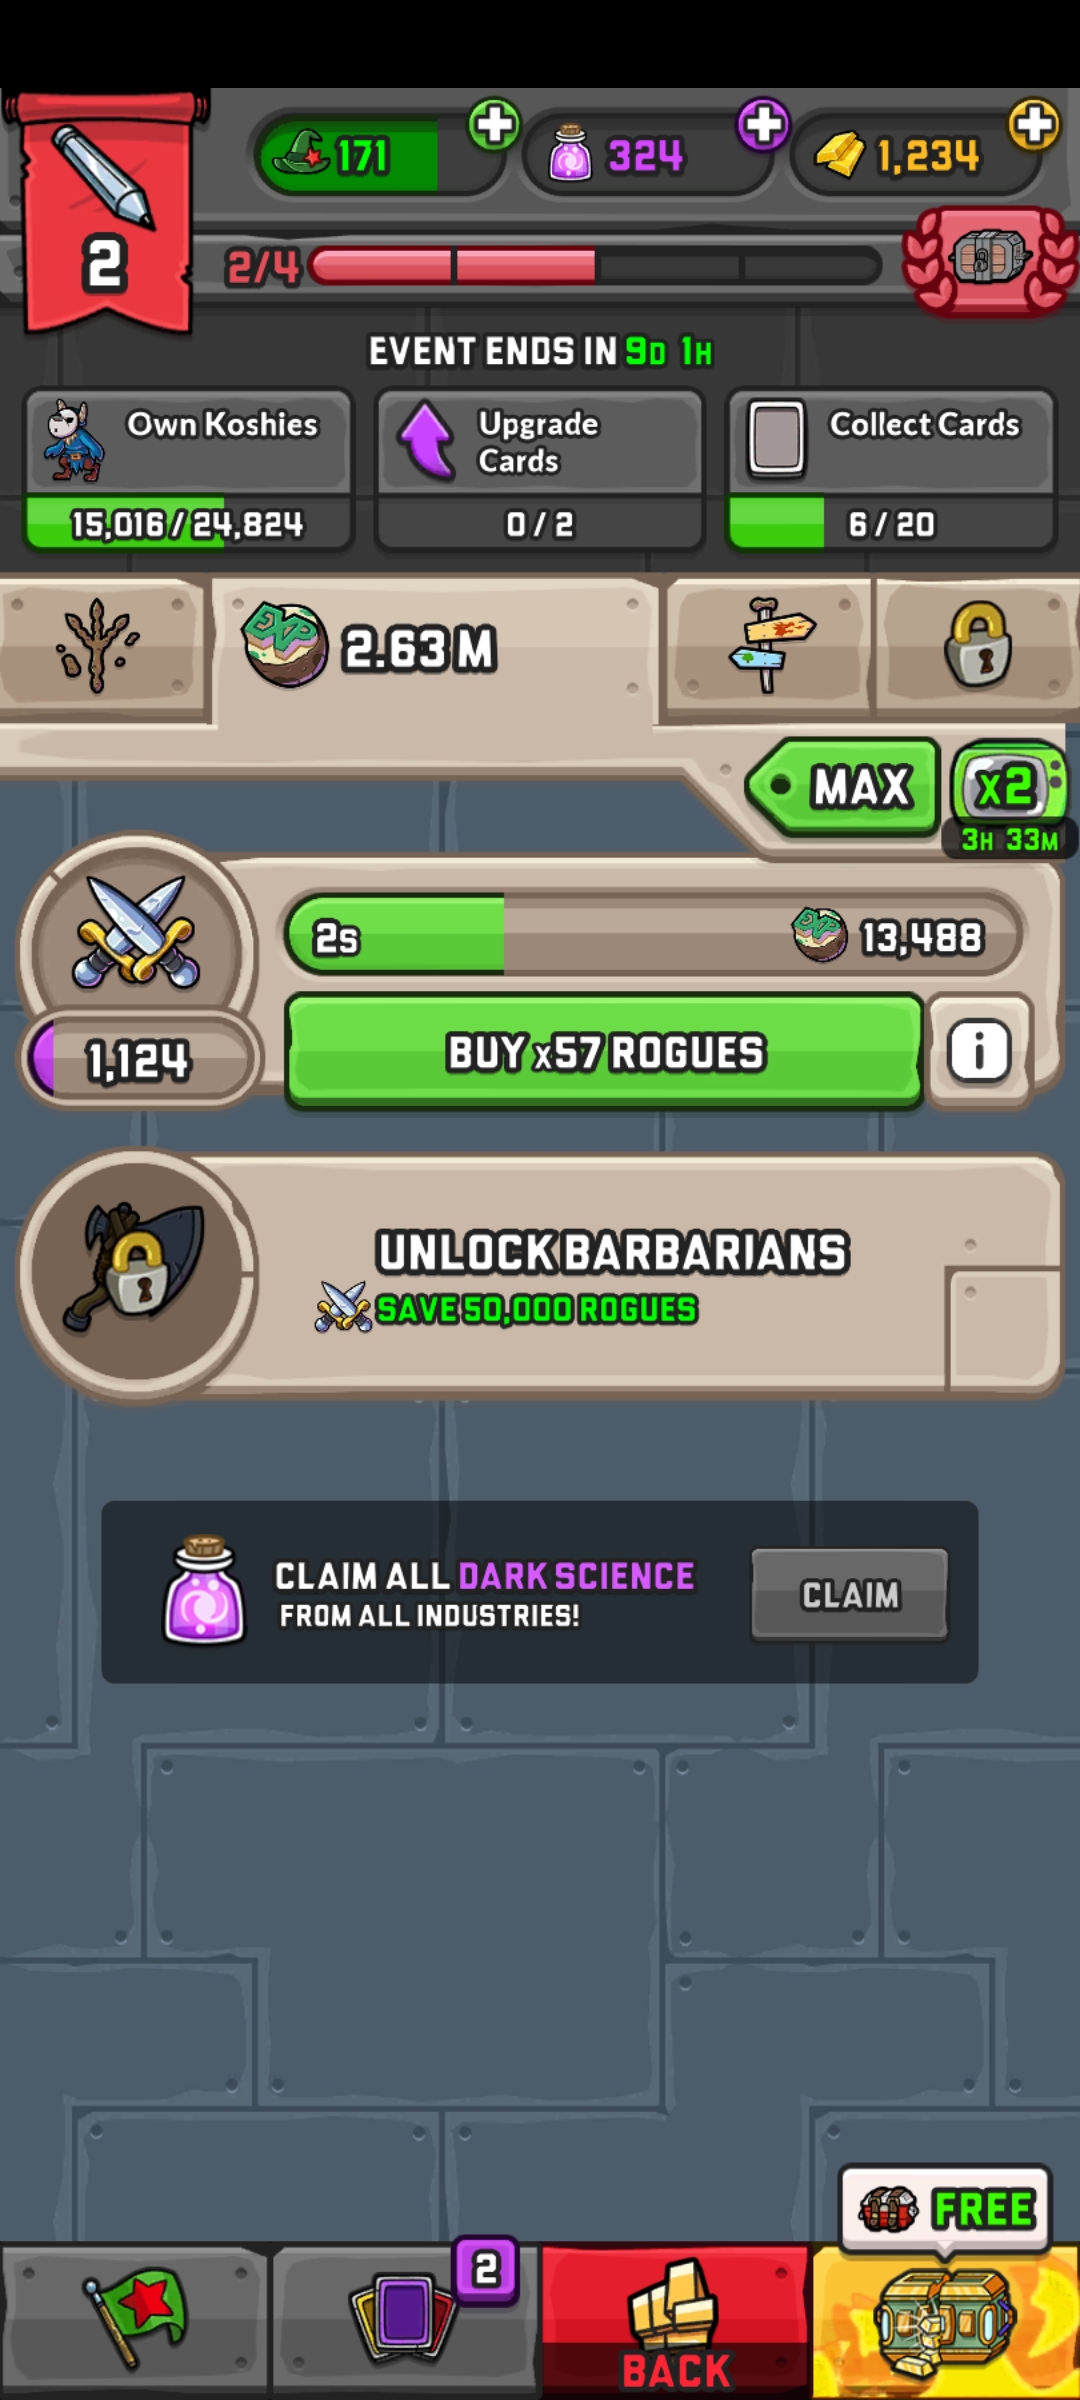 171
324
1,234
2
2/4
EVENT ENDS IN 9D 1H
Own Koshies
15,016 / 24,824
Upgrade
Cards
0 / 2
Collect Cards
6 / 20
EXP
2.63 M
MAX
x2
3H 33M
2s
EXP
13,488
1,124
BUY x57 ROGUES
i
UNLOCK BARBARIANS
SAVE 50,000 ROGUES
CLAIM ALL DARK SCIENCE
FROM ALL INDUSTRIES!
CLAIM
FREE
2
BACK